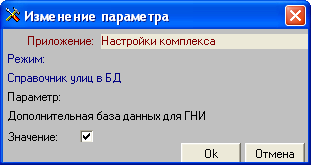 Изменение параметра
Приложение: Настройки комплекса
Режим:
Справочник улиц в БД
Параметр:
Дополнительная база данных для ГНИ
Значение:
Ok Отмена